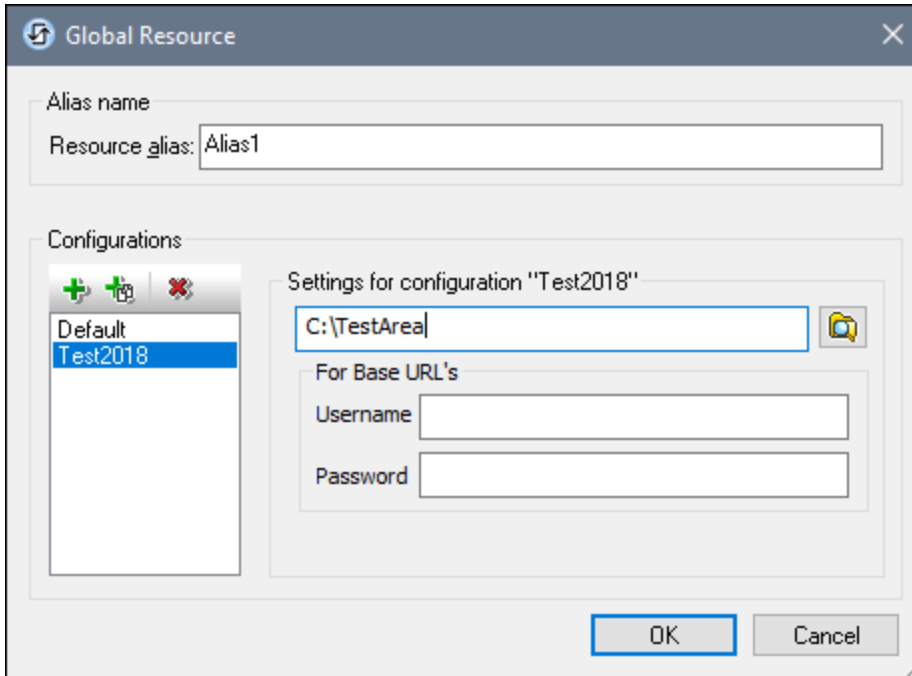 Global Resource
Alias name
Resource alias: Alias1
Configurations
Settings for configuration "Test2018"
Default
Test2018
C:\TestArea
For Base URL's
Username
Password
OK Cancel